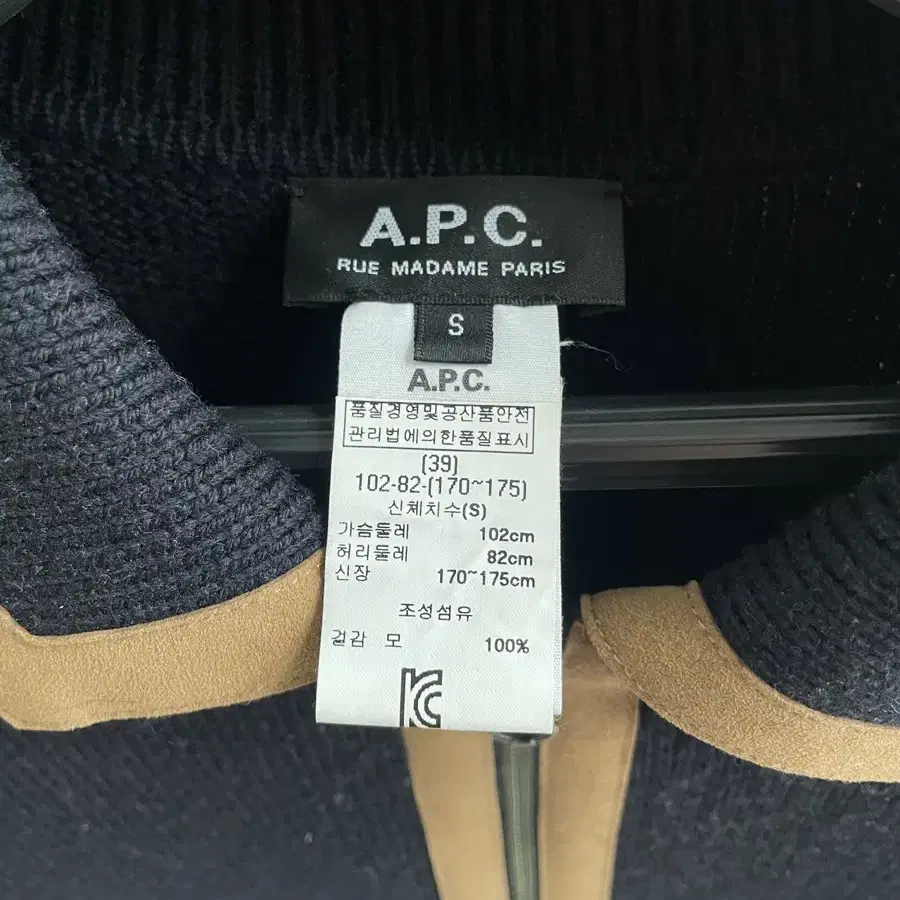 A.P.C.
RUE MADAME PARIS
S
A.P.C.
품질경영및공산품안전
관리법에의한품질표시
(39)
102-82-(170~175)
신체치수(S)
가슴둘레 102cm
허리둘레 82cm
신장 170~175cm
조성섬유
겉감 모 100%
KC